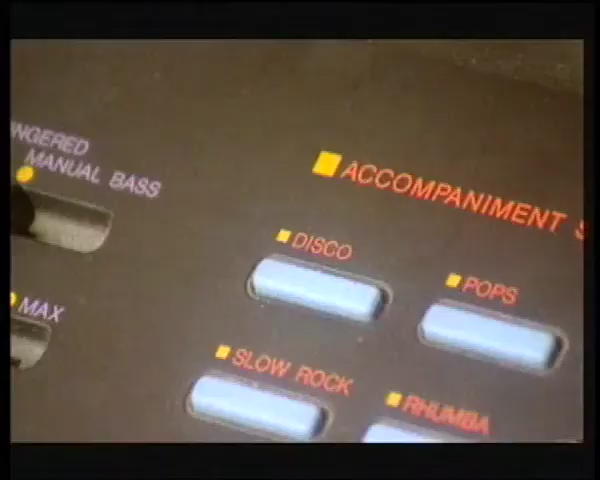 NGERED
MANUAL BASS
MAX
ACCOMPANIMENT S
DISCO
POPS
SLOW ROCK
RHUMBA